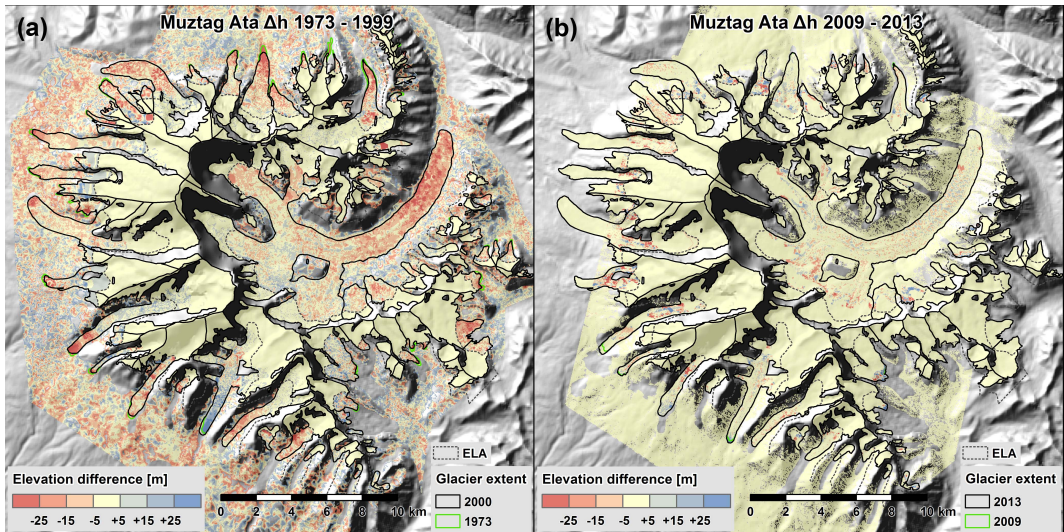 (a)
Muztag Ata Δh 1973 - 1999
ELA
Elevation difference [m]
-25 -15 -5 +5 +15 +25
0 2 4 6 8 10 km
Glacier extent
2000
1973
(b)
Muztag Ata Δh 2009 - 2013
ELA
Elevation difference [m]
-25 -15 -5 +5 +15 +25
0 2 4 6 8 10 km
Glacier extent
2013
2009